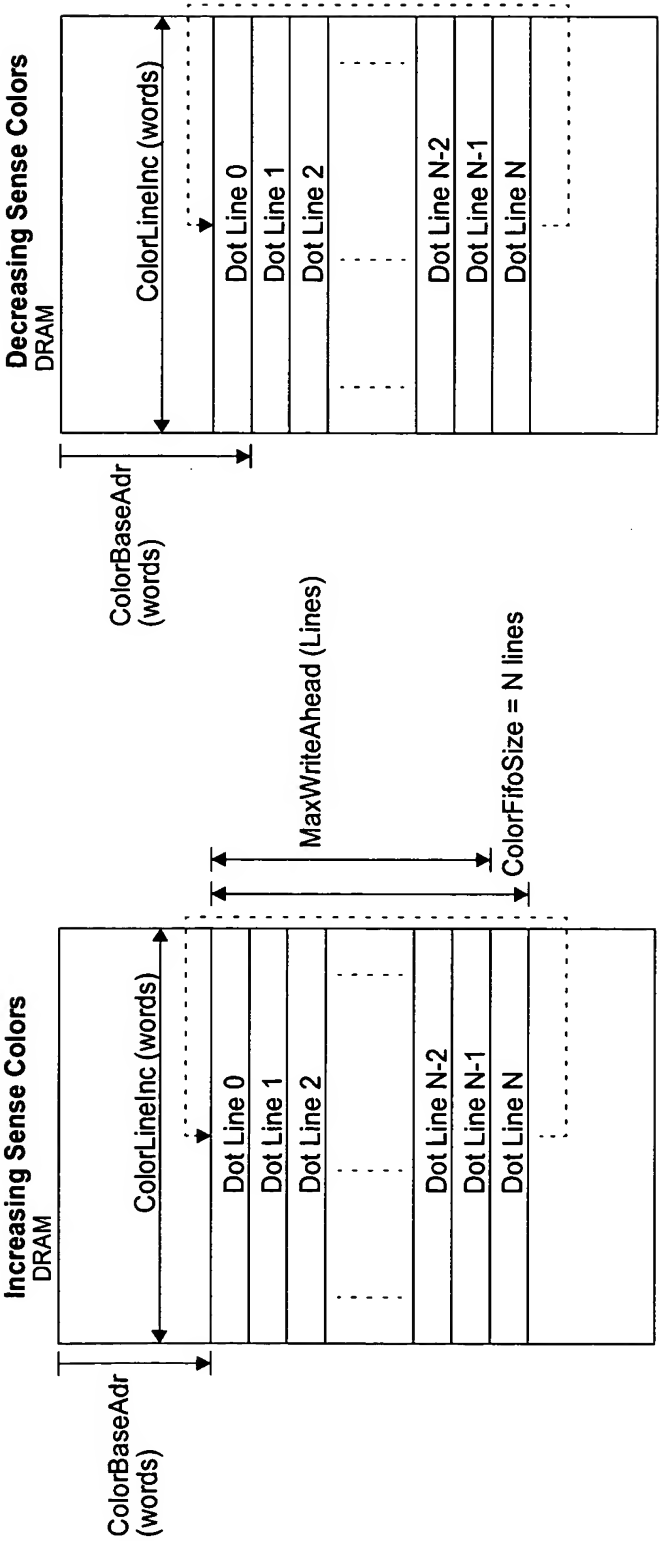 Increasing Sense Colors
DRAM
ColorBaseAdr
(words)
ColorLineInc (words)
Dot Line 0
Dot Line 1
Dot Line 2
Dot Line N-2
Dot Line N-1
Dot Line N
MaxWriteAhead (Lines)
ColorFifoSize = N lines
Decreasing Sense Colors
DRAM
ColorBaseAdr
(words)
ColorLineInc (words)
Dot Line 0
Dot Line 1
Dot Line 2
Dot Line N-2
Dot Line N-1
Dot Line N